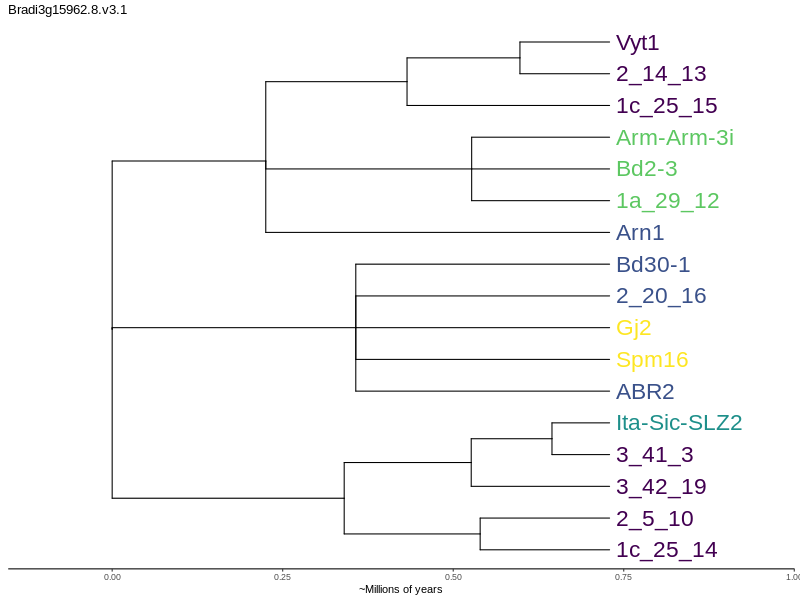 Bradi3g15962.8.v3.1
Vyt1
2_14_13
1c_25_15
Arm-Arm-3i
Bd2-3
1a_29_12
Arn1
Bd30-1
2_20_16
Gj2
Spm16
ABR2
Ita-Sic-SLZ2
3_41_3
3_42_19
2_5_10
1c_25_14
0.00 0.25 0.50 0.75 1.00
~Millions of years